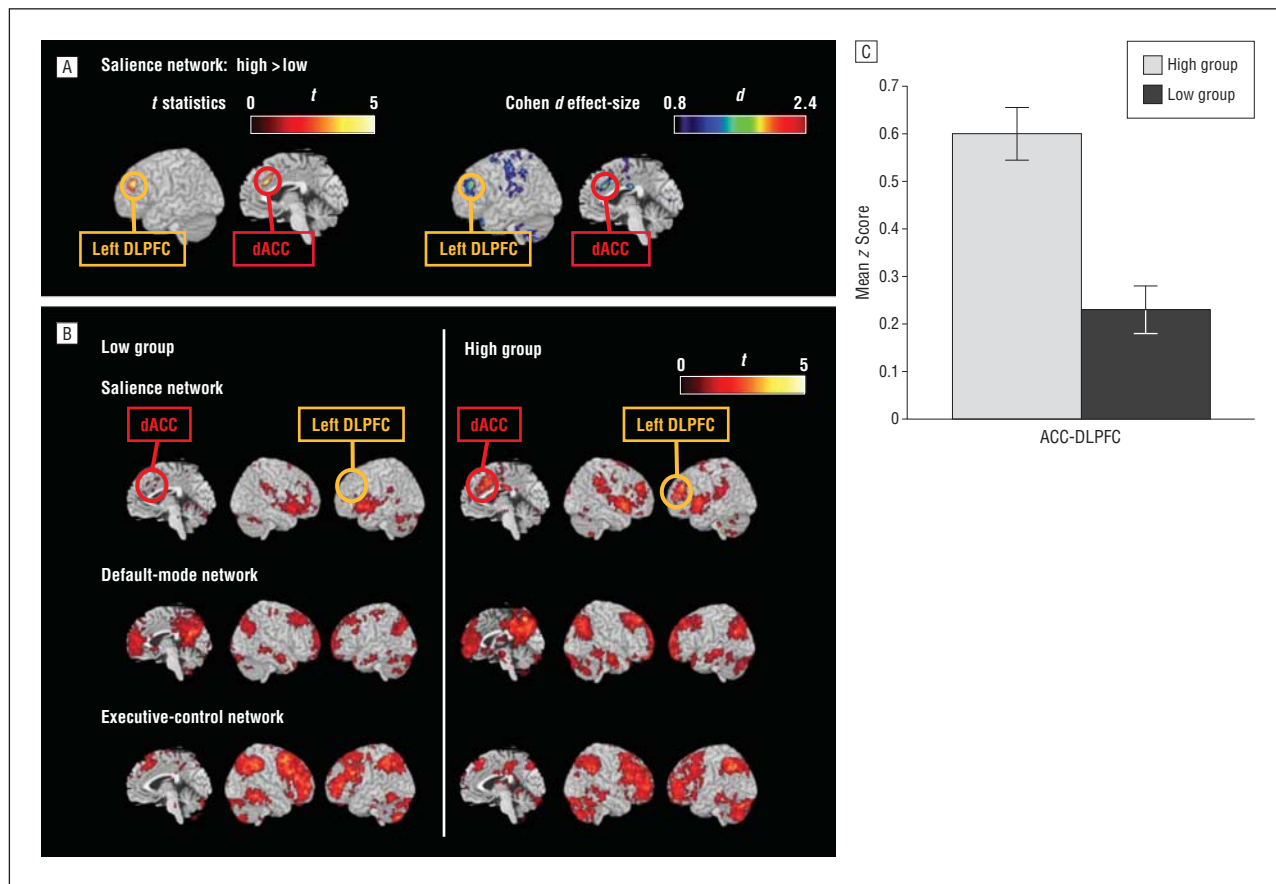 A
Salience network: high > low
t statistics
0 t 5
Cohen d effect-size
0.8 d 2.4
Left DLPFC
dACC
Left DLPFC
dACC
B
Low group
High group
0 t 5
Salience network
dACC
Left DLPFC
dACC
Left DLPFC
Default-mode network
Executive-control network
C
High group
Low group
0.7
0.6
0.5
0.4
0.3
0.2
0.1
0
Mean z Score
ACC-DLPFC